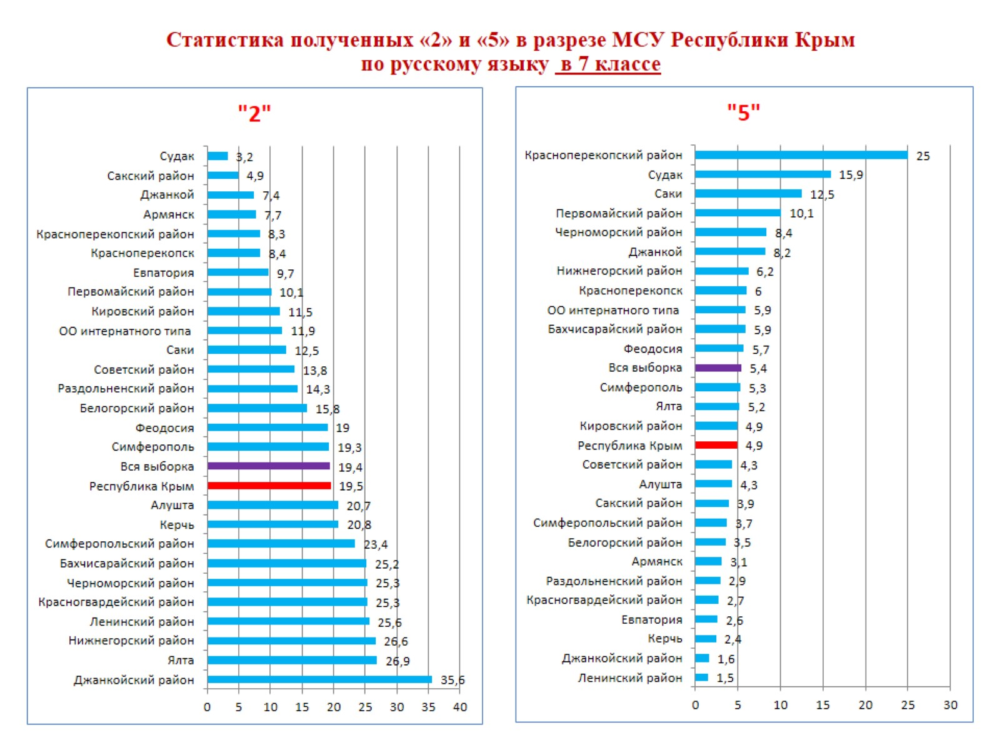 Статистика полученных «2» и «5» в разрезе МСУ Республики Крым
по русскому языку в 7 классе
"2"
Судак 3,2
Сакский район 4,9
Джанкой 7,4
Армянск 7,7
Красноперекопский район 8,3
Красноперекопск 8,4
Евпатория 9,7
Первомайский район 10,1
Кировский район 11,5
ОО интернатного типа 11,9
Саки 12,5
Советский район 13,8
Раздольненский район 14,3
Белогорский район 15,8
Феодосия 19
Симферополь 19,3
Вся выборка 19,4
Республика Крым 19,5
Алушта 20,7
Керчь 20,8
Симферопольский район 23,4
Бахчисарайский район 25,2
Черноморский район 25,3
Красногвардейский район 25,3
Ленинский район 25,6
Нижнегорский район 26,6
Ялта 26,9
Джанкойский район 35,6
0 5 10 15 20 25 30 35 40
"5"
Красноперекопский район 25
Судак 15,9
Саки 12,5
Первомайский район 10,1
Черноморский район 8,4
Джанкой 8,2
Нижнегорский район 6,2
Красноперекопск 6
ОО интернатного типа 5,9
Бахчисарайский район 5,9
Феодосия 5,7
Вся выборка 5,4
Симферополь 5,3
Ялта 5,2
Кировский район 4,9
Республика Крым 4,9
Советский район 4,3
Алушта 4,3
Сакский район 3,9
Симферопольский район 3,7
Белогорский район 3,5
Армянск 3,1
Раздольненский район 2,9
Красногвардейский район 2,7
Евпатория 2,6
Керчь 2,4
Джанкойский район 1,6
Ленинский район 1,5
0 5 10 15 20 25 30